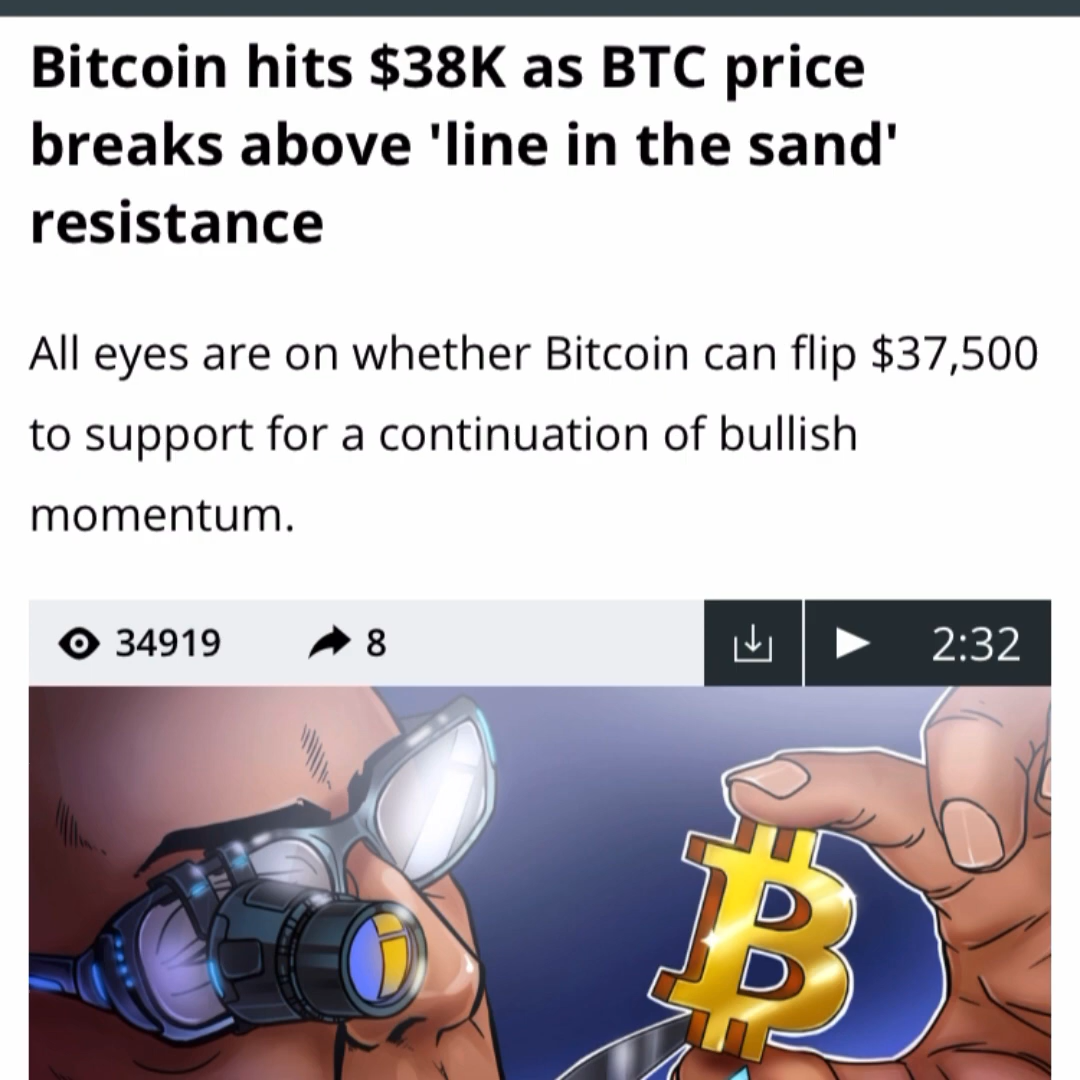 Bitcoin hits $38K as BTC price
breaks above 'line in the sand'
resistance
All eyes are on whether Bitcoin can flip $37,500
to support for a continuation of bullish
momentum.
34919 8 2:32